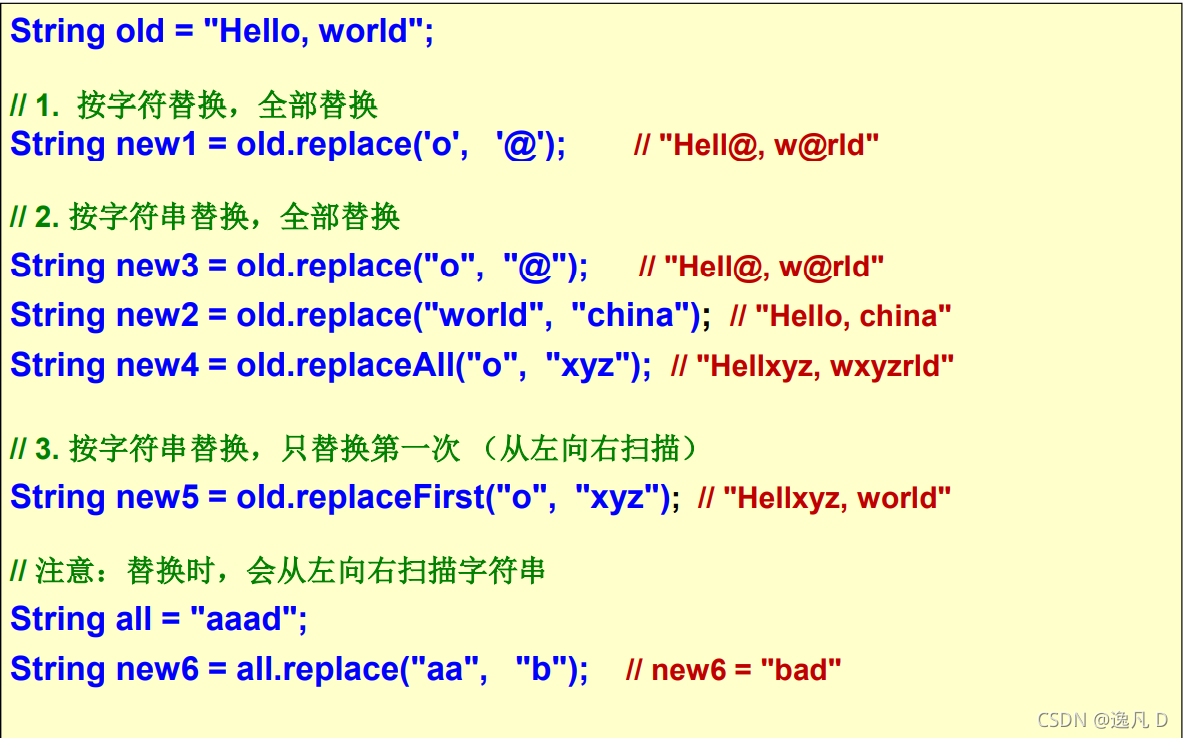 String old = "Hello, world";
// 1. 按字符替换，全部替换
String new1 = old.replace('o', '@'); // "Hell@, w@rld"
// 2. 按字符串替换，全部替换
String new3 = old.replace("o", "@"); // "Hell@, w@rld"
String new2 = old.replace("world", "china"); // "Hello, china"
String new4 = old.replaceAll("o", "xyz"); // "Hellxyz, wxyzrld"
// 3. 按字符串替换，只替换第一次 （从左向右扫描）
String new5 = old.replaceFirst("o", "xyz"); // "Hellxyz, world"
// 注意：替换时，会从左向右扫描字符串
String all = "aaad";
String new6 = all.replace("aa", "b"); // new6 = "bad"
CSDN @逸凡 D